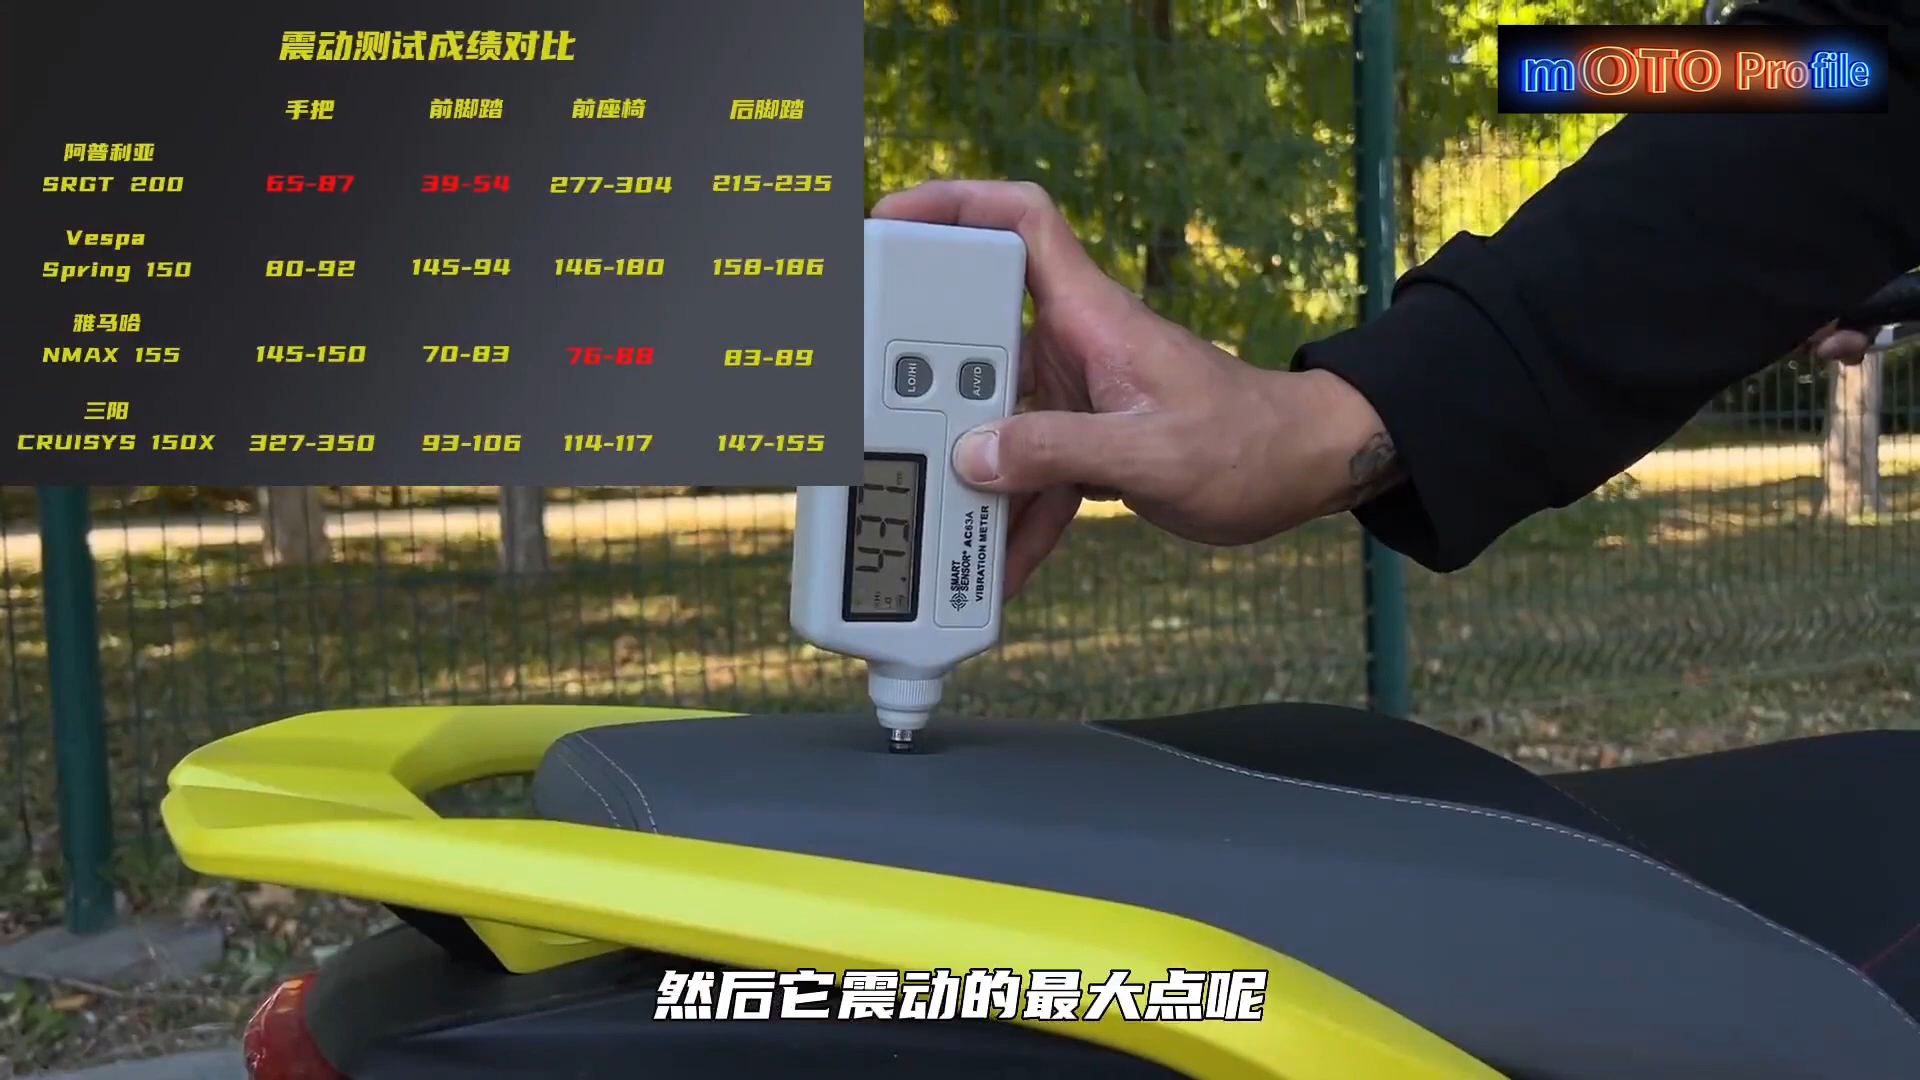 震动测试成绩对比
手把 前脚踏 前座椅 后脚踏
阿普利亚
SRGT 200 65-87 39-54 277-304 215-235
Vespa
Spring 150 80-92 145-94 146-180 158-186
雅马哈
NMAX 155 145-150 70-83 76-88 83-89
三阳
CRUISYS 150X 327-350 93-106 114-117 147-155
mOTO Profile
LO/HI
A/V/D
SMART
SENSOR® AC63A
VIBRATION METER
然后它震动的最大点呢